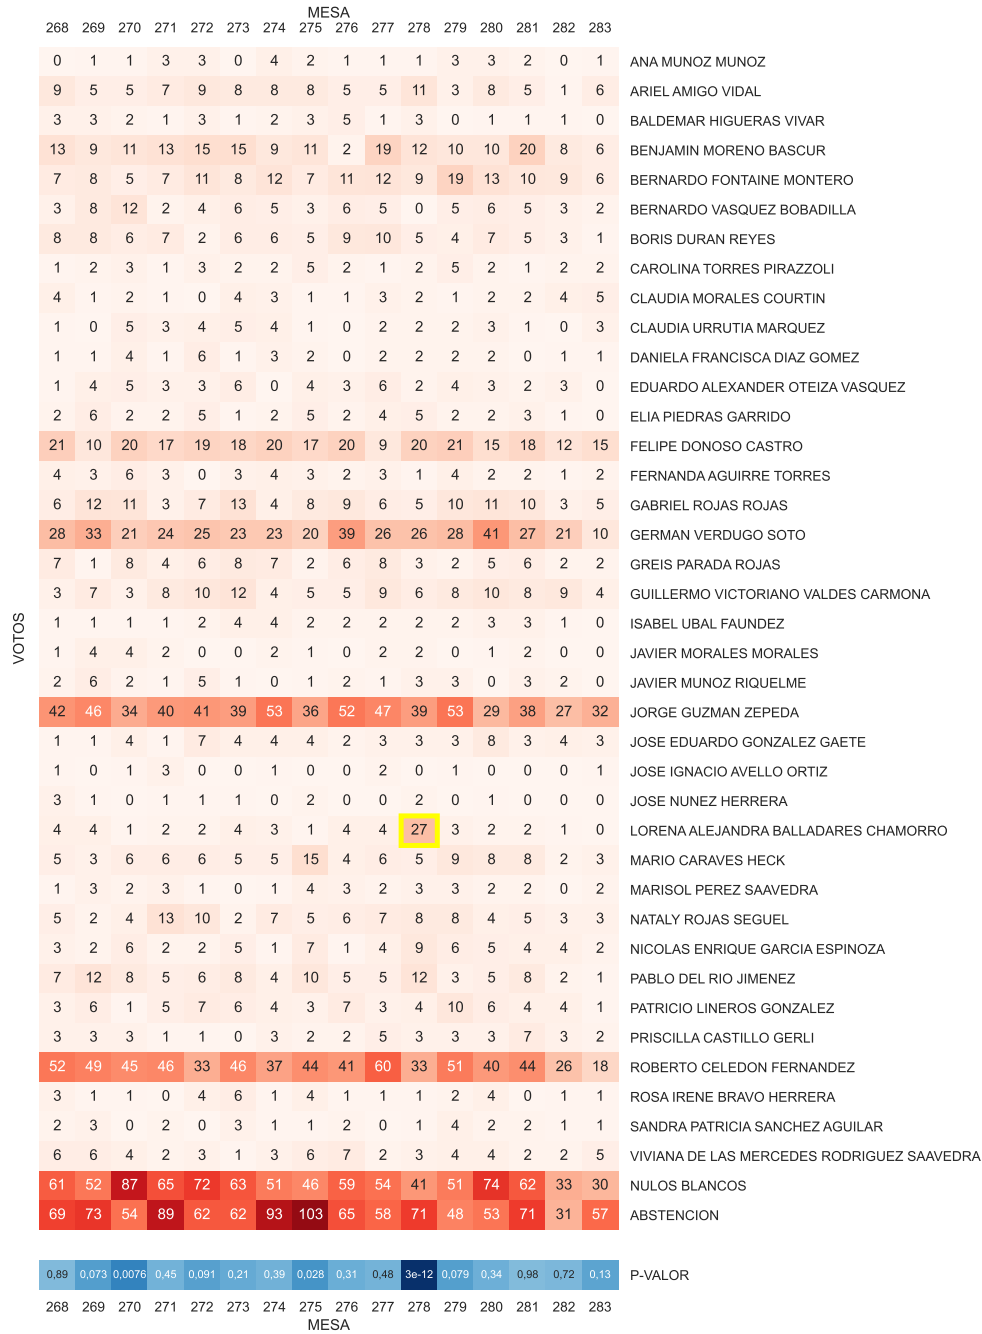 MESA
268 269 270 271 272 273 274 275 276 277 278 279 280 281 282 283
0 1 1 3 3 0 4 2 1 1 1 3 3 2 0 1 ANA MUNOZ MUNOZ
9 5 5 7 9 8 8 8 5 5 11 3 8 5 1 6 ARIEL AMIGO VIDAL
3 3 2 1 3 1 2 3 5 1 3 0 1 1 1 0 BALDEMAR HIGUERAS VIVAR
13 9 11 13 15 15 9 11 2 19 12 10 10 20 8 6 BENJAMIN MORENO BASCUR
7 8 5 7 11 8 12 7 11 12 9 19 13 10 9 6 BERNARDO FONTAINE MONTERO
3 8 12 2 4 6 5 3 6 5 0 5 6 5 3 2 BERNARDO VASQUEZ BOBADILLA
8 8 6 7 2 6 6 5 9 10 5 4 7 5 3 1 BORIS DURAN REYES
1 2 3 1 3 2 2 5 2 1 2 5 2 1 2 2 CAROLINA TORRES PIRAZZOLI
4 1 2 1 0 4 3 1 1 3 2 1 2 2 4 5 CLAUDIA MORALES COURTIN
1 0 5 3 4 5 4 1 0 2 2 2 3 1 0 3 CLAUDIA URRUTIA MARQUEZ
1 1 4 1 6 1 3 2 0 2 2 2 2 0 1 1 DANIELA FRANCISCA DIAZ GOMEZ
1 4 5 3 3 6 0 4 3 6 2 4 3 2 3 0 EDUARDO ALEXANDER OTEIZA VASQUEZ
2 6 2 2 5 1 2 5 2 4 5 2 2 3 1 0 ELIA PIEDRAS GARRIDO
21 10 20 17 19 18 20 17 20 9 20 21 15 18 12 15 FELIPE DONOSO CASTRO
4 3 6 3 0 3 4 3 2 3 1 4 2 2 1 2 FERNANDA AGUIRRE TORRES
6 12 11 3 7 13 4 8 9 6 5 10 11 10 3 5 GABRIEL ROJAS ROJAS
28 33 21 24 25 23 23 20 39 26 26 28 41 27 21 10 GERMAN VERDUGO SOTO
7 1 8 4 6 8 7 2 6 8 3 2 5 6 2 2 GREIS PARADA ROJAS
3 7 3 8 10 12 4 5 5 9 6 8 10 8 9 4 GUILLERMO VICTORIANO VALDES CARMONA
1 1 1 1 2 4 4 2 2 2 2 2 3 3 1 0 ISABEL UBAL FAUNDEZ
VOTOS
1 4 4 2 0 0 2 1 0 2 2 0 1 2 0 0 JAVIER MORALES MORALES
2 6 2 1 5 1 0 1 2 1 3 3 0 3 2 0 JAVIER MUNOZ RIQUELME
42 46 34 40 41 39 53 36 52 47 39 53 29 38 27 32 JORGE GUZMAN ZEPEDA
1 1 4 1 7 4 4 4 2 3 3 3 8 3 4 3 JOSE EDUARDO GONZALEZ GAETE
1 0 1 3 0 0 1 0 0 2 0 1 0 0 0 1 JOSE IGNACIO AVELLO ORTIZ
3 1 0 1 1 1 0 2 0 0 2 0 1 0 0 0 JOSE NUNEZ HERRERA
4 4 1 2 2 4 3 1 4 4 27 3 2 2 1 0 LORENA ALEJANDRA BALLADARES CHAMORRO
5 3 6 6 6 5 5 15 4 6 5 9 8 8 2 3 MARIO CARAVES HECK
1 3 2 3 1 0 1 4 3 2 3 3 2 2 0 2 MARISOL PEREZ SAAVEDRA
5 2 4 13 10 2 7 5 6 7 8 8 4 5 3 3 NATALY ROJAS SEGUEL
3 2 6 2 2 5 1 7 1 4 9 6 5 4 4 2 NICOLAS ENRIQUE GARCIA ESPINOZA
7 12 8 5 6 8 4 10 5 5 12 3 5 8 2 1 PABLO DEL RIO JIMENEZ
3 6 1 5 7 6 4 3 7 3 4 10 6 4 4 1 PATRICIO LINEROS GONZALEZ
3 3 3 1 1 0 3 2 2 5 3 3 3 7 3 2 PRISCILLA CASTILLO GERLI
52 49 45 46 33 46 37 44 41 60 33 51 40 44 26 18 ROBERTO CELEDON FERNANDEZ
3 1 1 0 4 6 1 4 1 1 1 2 4 0 1 1 ROSA IRENE BRAVO HERRERA
2 3 0 2 0 3 1 1 2 0 1 4 2 2 1 1 SANDRA PATRICIA SANCHEZ AGUILAR
6 6 4 2 3 1 3 6 7 2 3 4 4 2 2 5 VIVIANA DE LAS MERCEDES RODRIGUEZ SAAVEDRA
61 52 87 65 72 63 51 46 59 54 41 51 74 62 33 30 NULOS BLANCOS
69 73 54 89 62 62 93 103 65 58 71 48 53 71 31 57 ABSTENCION
0,89 0,073 0,0076 0,45 0,091 0,21 0,39 0,028 0,31 0,48 3e-12 0,079 0,34 0,98 0,72 0,13 P-VALOR
268 269 270 271 272 273 274 275 276 277 278 279 280 281 282 283
MESA